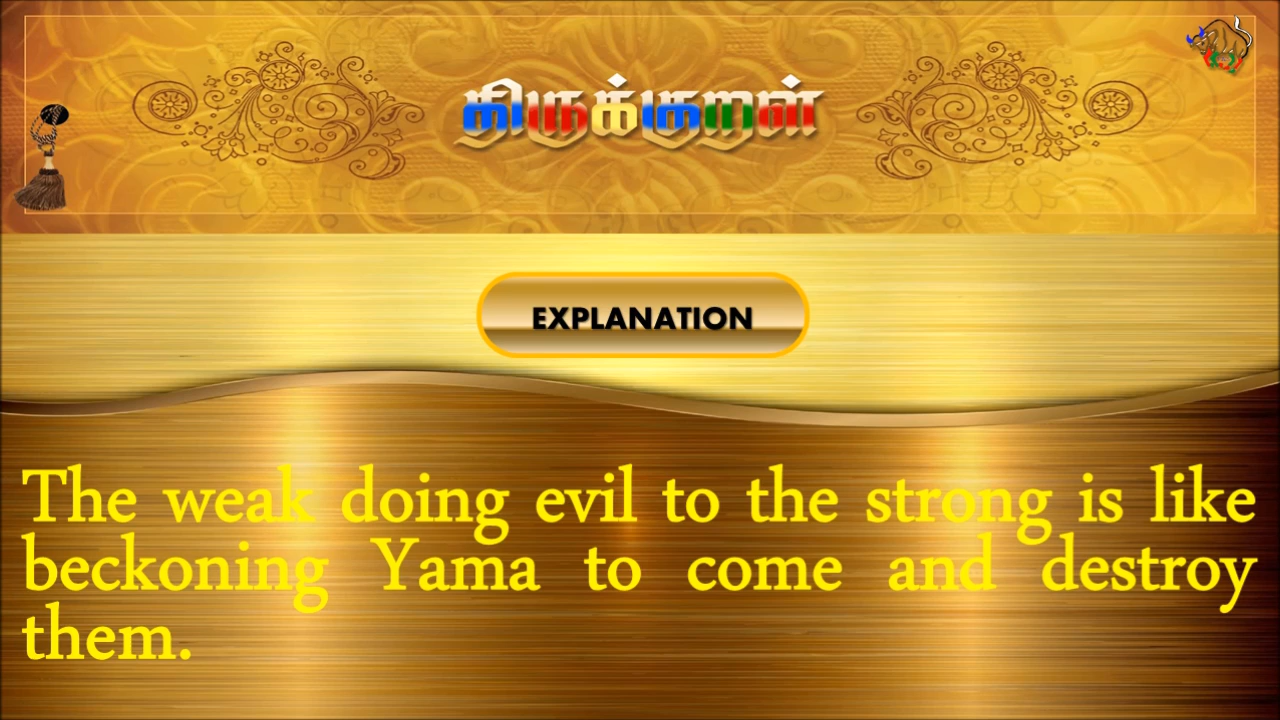 திருக்குறள்
EXPLANATION
The weak doing evil to the strong is like
beckoning Yama to come and destroy
them.